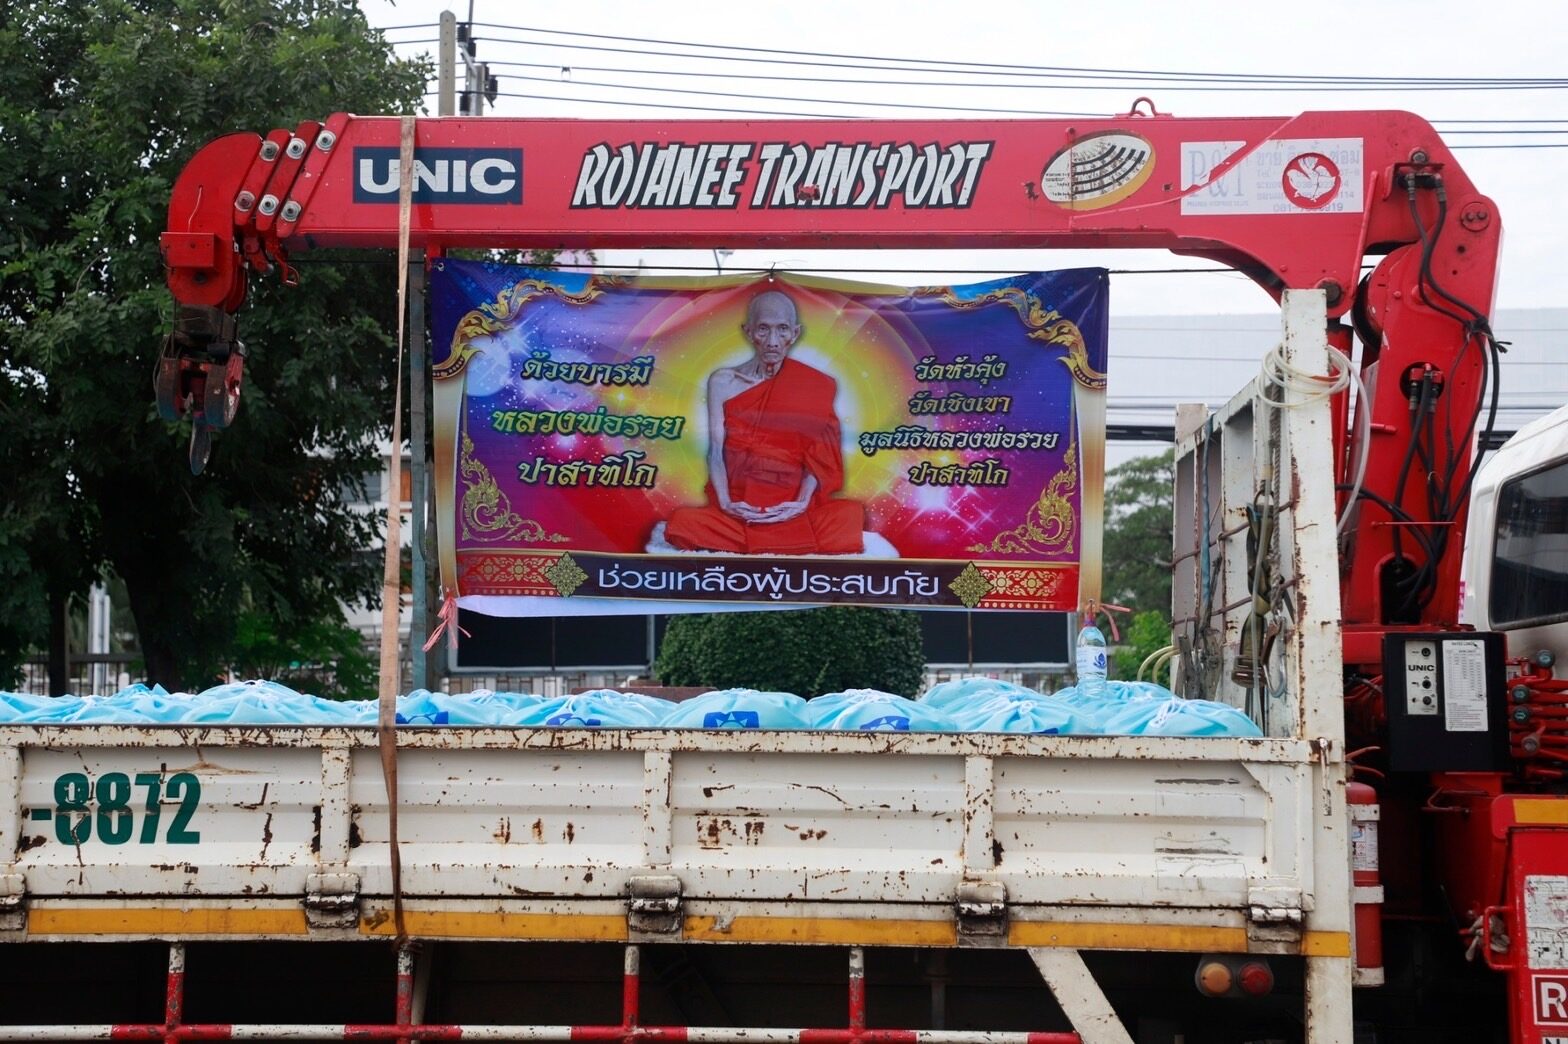 UNIC
ROJANEE TRANSPORT
ด้วยบารมี
หลวงพ่อรวย
ปาสาทิโก
วัดหัวคุ้ง
วัดเชิงเขา
มูลนิธิหลวงพ่อรวย
ปาสาทิโก
ช่วยเหลือผู้ประสบภัย
UNIC
-8872
R